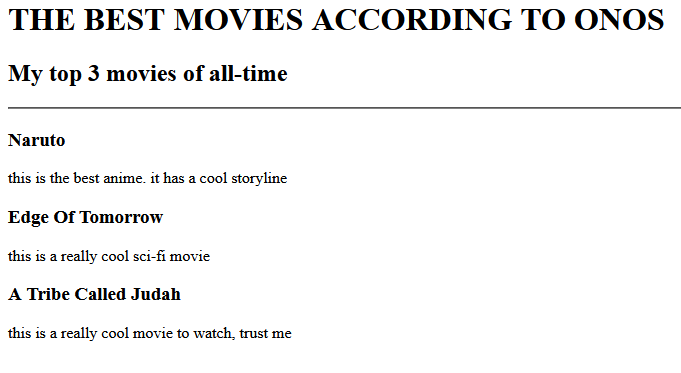 THE BEST MOVIES ACCORDING TO ONOS
My top 3 movies of all-time
Naruto
this is the best anime. it has a cool storyline
Edge Of Tomorrow
this is a really cool sci-fi movie
A Tribe Called Judah
this is a really cool movie to watch, trust me